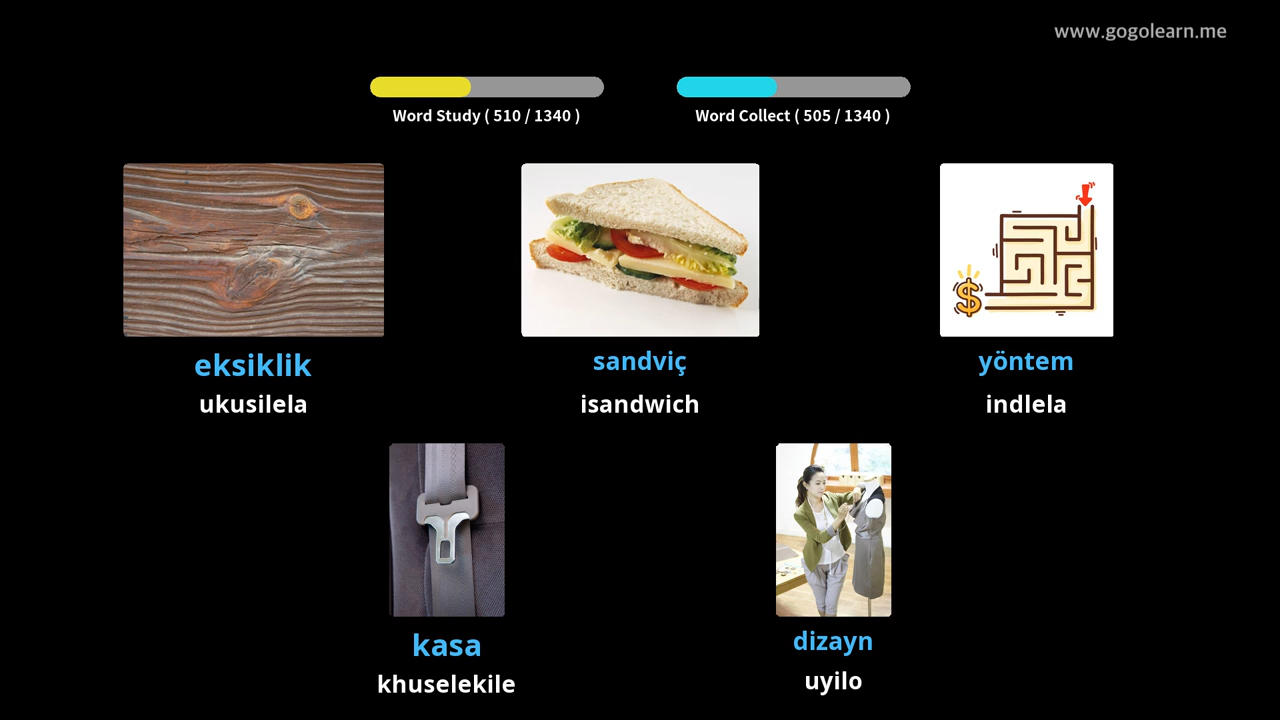 www.gogolearn.me
Word Study ( 510 / 1340 )
Word Collect ( 505 / 1340 )
eksiklik
ukusilela
sandviç
isandwich
yöntem
indlela
kasa
khuselekile
dizayn
uyilo